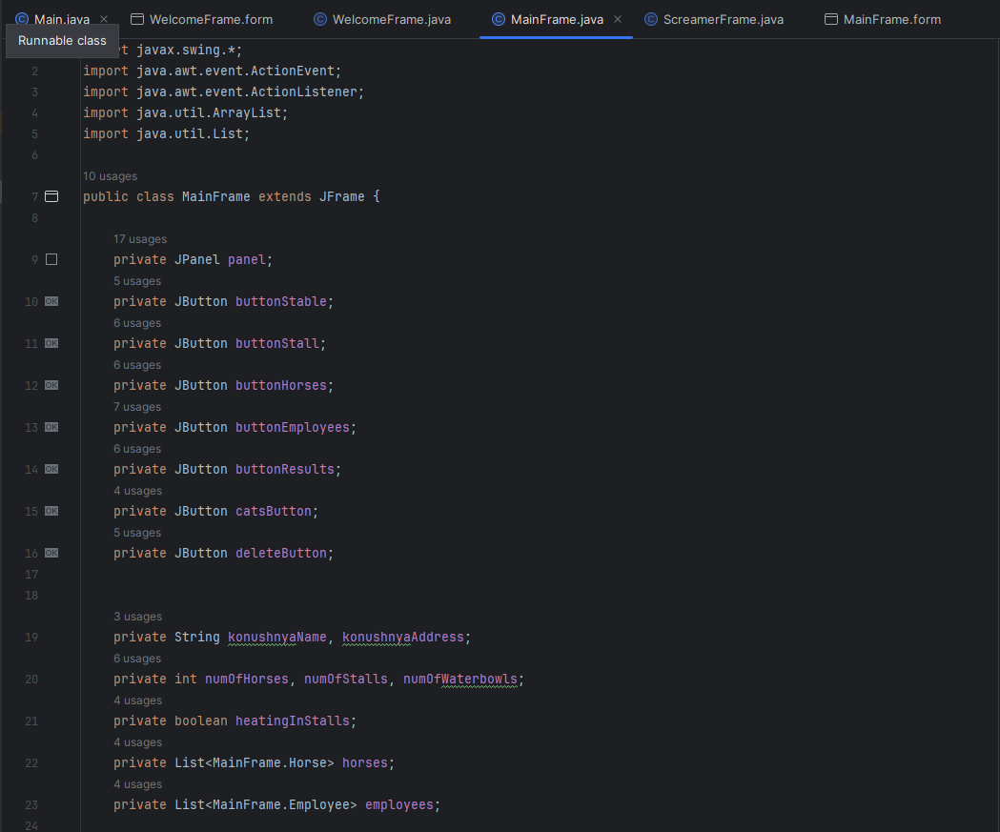 Main.java WelcomeFrame.form WelcomeFrame.java MainFrame.java ScreamerFrame.java MainFrame.form
Runnable class
t javax.swing.*;
2 import java.awt.event.ActionEvent;
3 import java.awt.event.ActionListener;
4 import java.util.ArrayList;
5 import java.util.List;
6
10 usages
7 public class MainFrame extends JFrame {
8
17 usages
9 private JPanel panel;
5 usages
10 OK private JButton buttonStable;
6 usages
11 OK private JButton buttonStall;
6 usages
12 OK private JButton buttonHorses;
7 usages
13 OK private JButton buttonEmployees;
6 usages
14 OK private JButton buttonResults;
4 usages
15 OK private JButton catsButton;
5 usages
16 OK private JButton deleteButton;
17
18
3 usages
19 private String konushnyaName, konushnyaAddress;
6 usages
20 private int numOfHorses, numOfStalls, numOfWaterbowls;
4 usages
21 private boolean heatingInStalls;
4 usages
22 private List<MainFrame.Horse> horses;
4 usages
23 private List<MainFrame.Employee> employees;
24